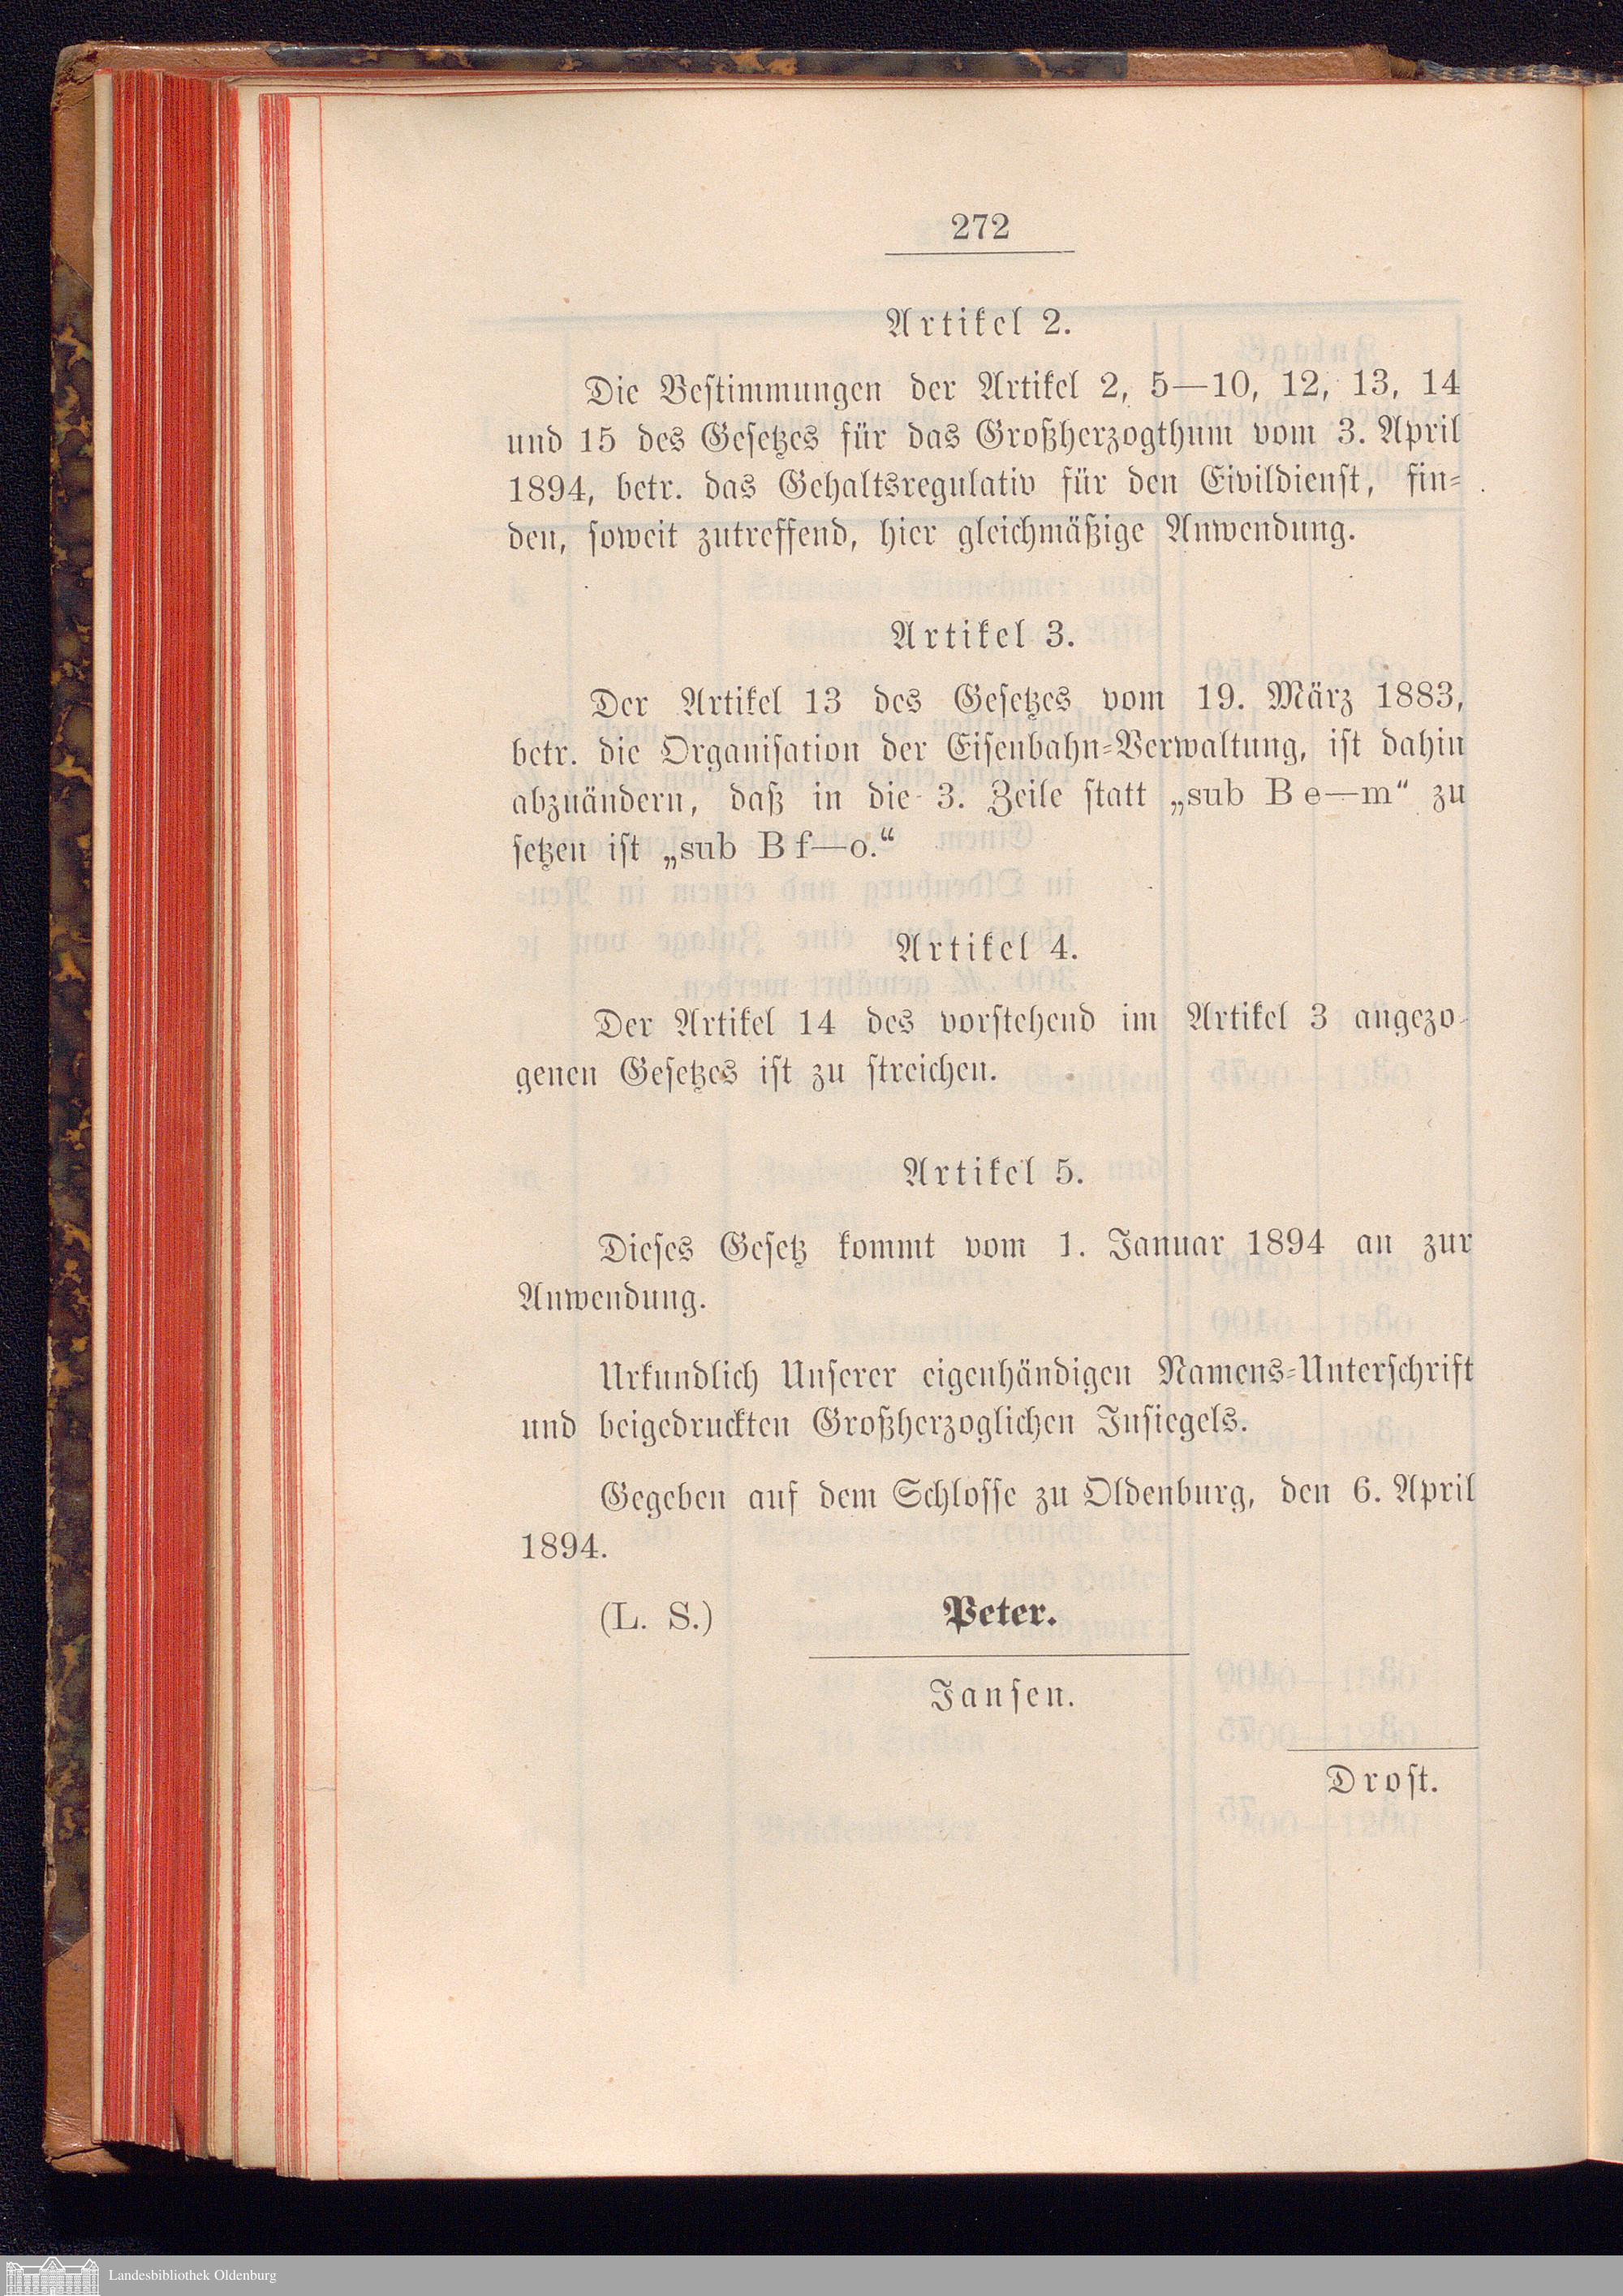 272
Artikel 2.
Die Bestimmungen der Artikel 2, 5—10, 12, 13, 14
und 15 des Gesetzes für das Großherzogthum vom 3. April
1894, betr. das Gehaltsregulativ für den Civildienst, fin-
den, soweit zutreffend, hier gleichmäßige Anwendung.
Artikel 3.
Der Artikel 13 des Gesetzes vom 19. März 1883,
betr. die Organisation der Eisenbahn-Verwaltung, ist dahin
abzuändern, daß in die 3. Zeile statt „sub B e—m“ zu
setzen ist „sub B f—o.“
Artikel 4.
Der Artikel 14 des vorstehend im Artikel 3 angezo-
genen Gesetzes ist zu streichen.
Artikel 5.
Dieses Gesetz kommt vom 1. Januar 1894 an zur
Anwendung.
Urkundlich Unserer eigenhändigen Namens-Unterschrift
und beigedruckten Großherzoglichen Insiegels.
Gegeben auf dem Schlosse zu Oldenburg, den 6. April
1894.
(L. S.) Peter.
Jansen.
Drost.
Landesbibliothek Oldenburg